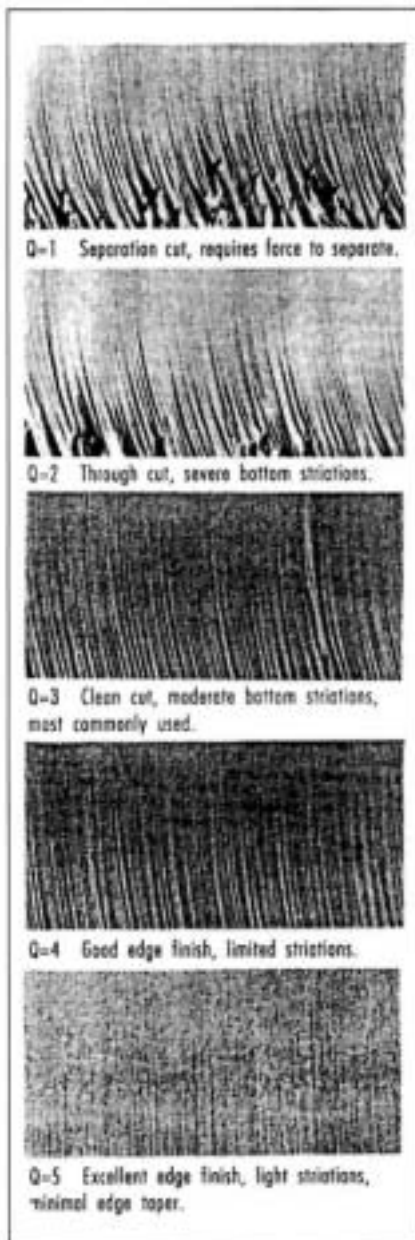 Q=1 Separation cut, requires force to separate.
Q=2 Through cut, severe bottom striations.
Q=3 Clean cut, moderate bottom striations,
most commonly used.
Q=4 Good edge finish, limited striations.
Q=5 Excellent edge finish, light striations,
minimal edge taper.